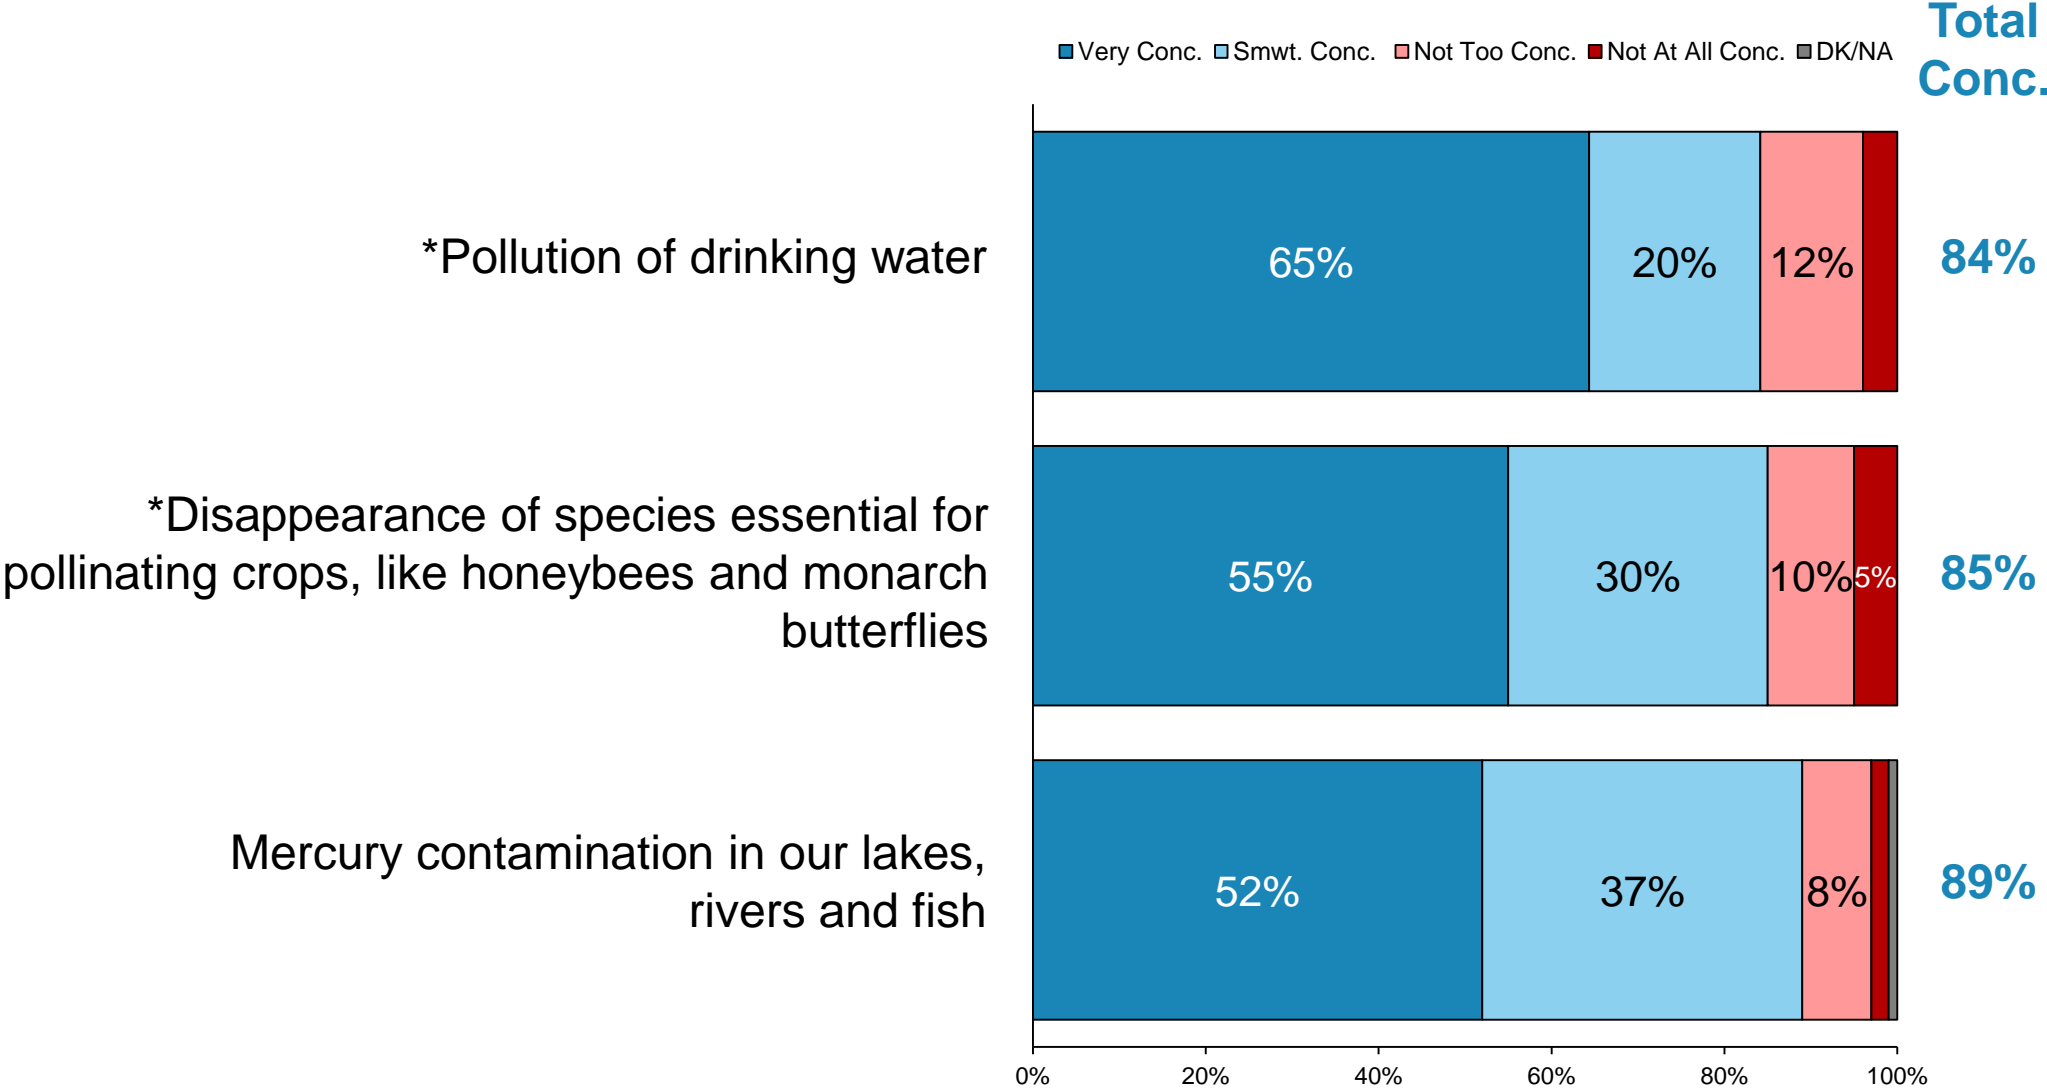 Total
Conc.
Very Conc. Smwt. Conc. Not Too Conc. Not At All Conc. DK/NA
*Pollution of drinking water
65% 20% 12% 84%
*Disappearance of species essential for
pollinating crops, like honeybees and monarch
butterflies
55% 30% 10% 5% 85%
Mercury contamination in our lakes,
rivers and fish
52% 37% 8% 89%
0% 20% 40% 60% 80% 100%